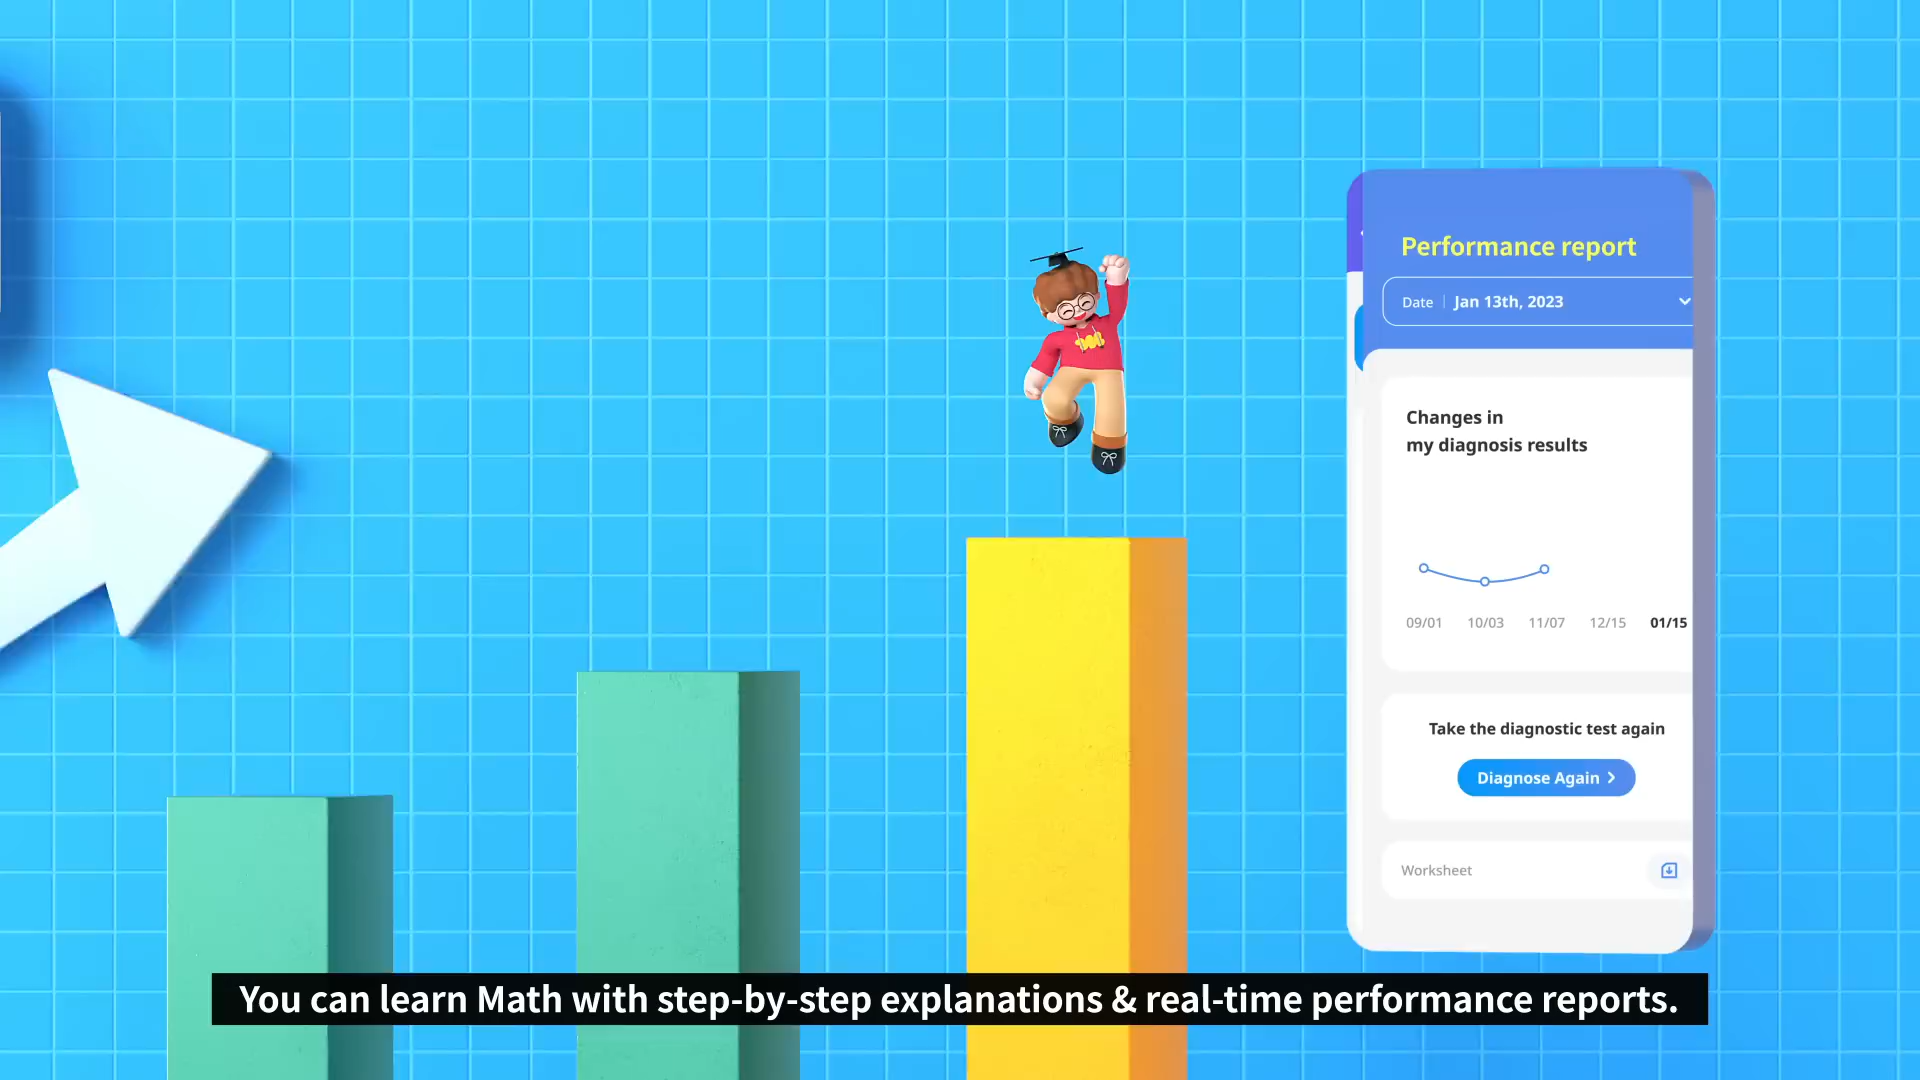 Performance report
Date | Jan 13th, 2023
Changes in
my diagnosis results
09/01 10/03 11/07 12/15 01/15
Take the diagnostic test again
Diagnose Again
Worksheet
You can learn Math with step-by-step explanations & real-time performance reports.